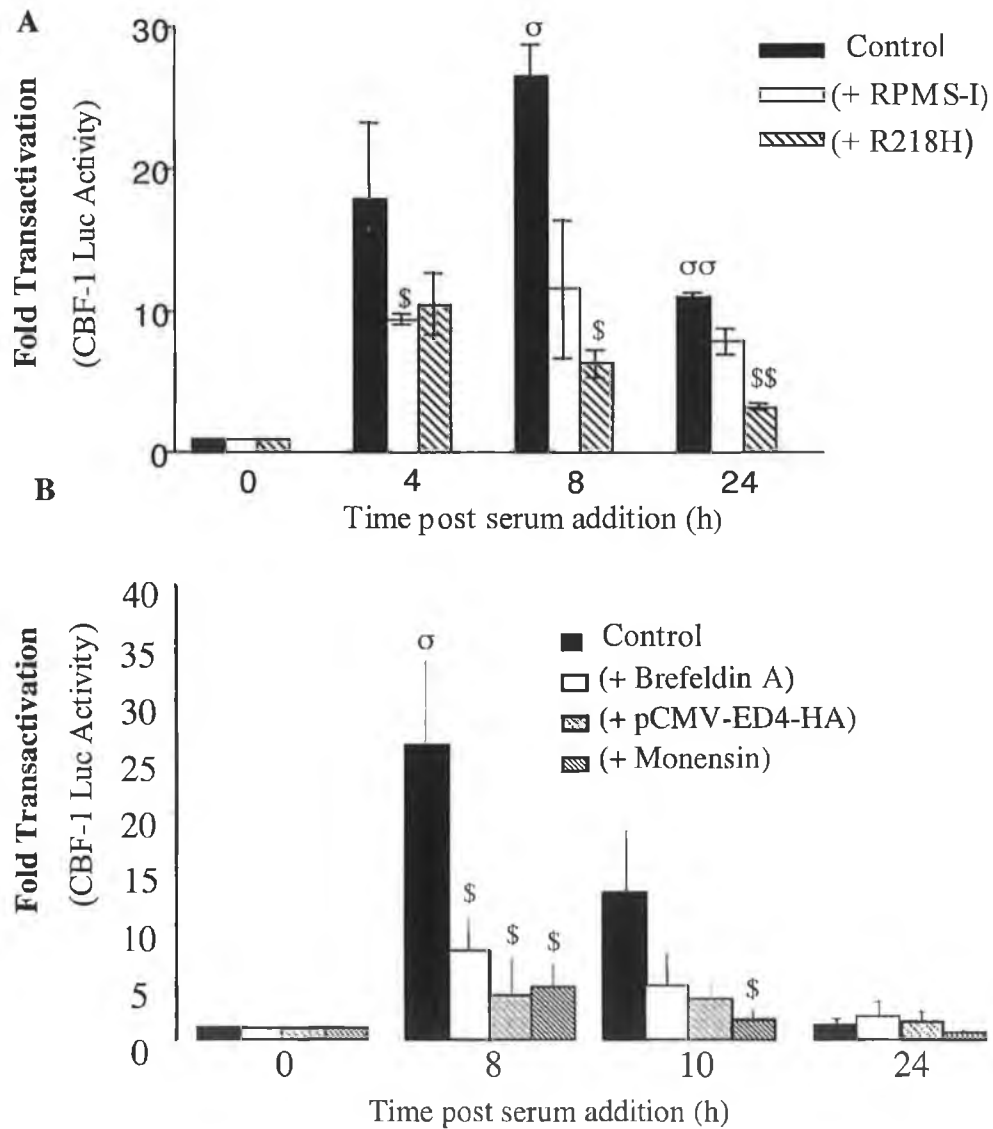 A
Fold Transactivation
(CBF-1 Luc Activity)
30
20
10
0
σ
σσ
$
$
$$
Control
(+ RPMS-I)
(+ R218H)
0
4
8
24
Time post serum addition (h)
B
Fold Transactivation
(CBF-1 Luc Activity)
40
35
30
25
20
15
10
5
0
σ
$
$
$
$
Control
(+ Brefeldin A)
(+ pCMV-ED4-HA)
(+ Monensin)
0
8
10
24
Time post serum addition (h)